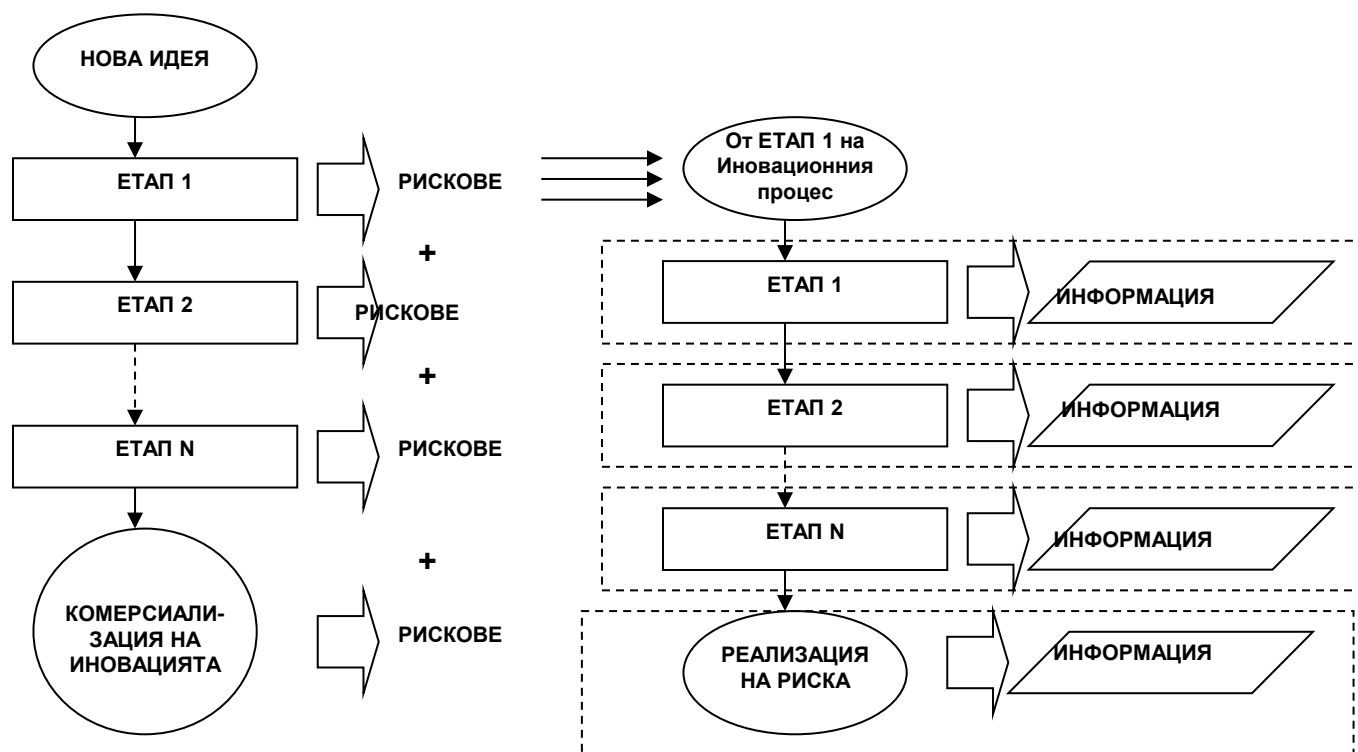 НОВА ИДЕЯ
ЕТАП 1
РИСКОВЕ
+
ЕТАП 2
РИСКОВЕ
+
ЕТАП N
РИСКОВЕ
+
КОМЕРСИАЛИ-
ЗАЦИЯ НА
ИНОВАЦИЯТА
РИСКОВЕ
От ЕТАП 1 на
Иновационния
процес
ЕТАП 1
ИНФОРМАЦИЯ
ЕТАП 2
ИНФОРМАЦИЯ
ЕТАП N
ИНФОРМАЦИЯ
РЕАЛИЗАЦИЯ
НА РИСКА
ИНФОРМАЦИЯ